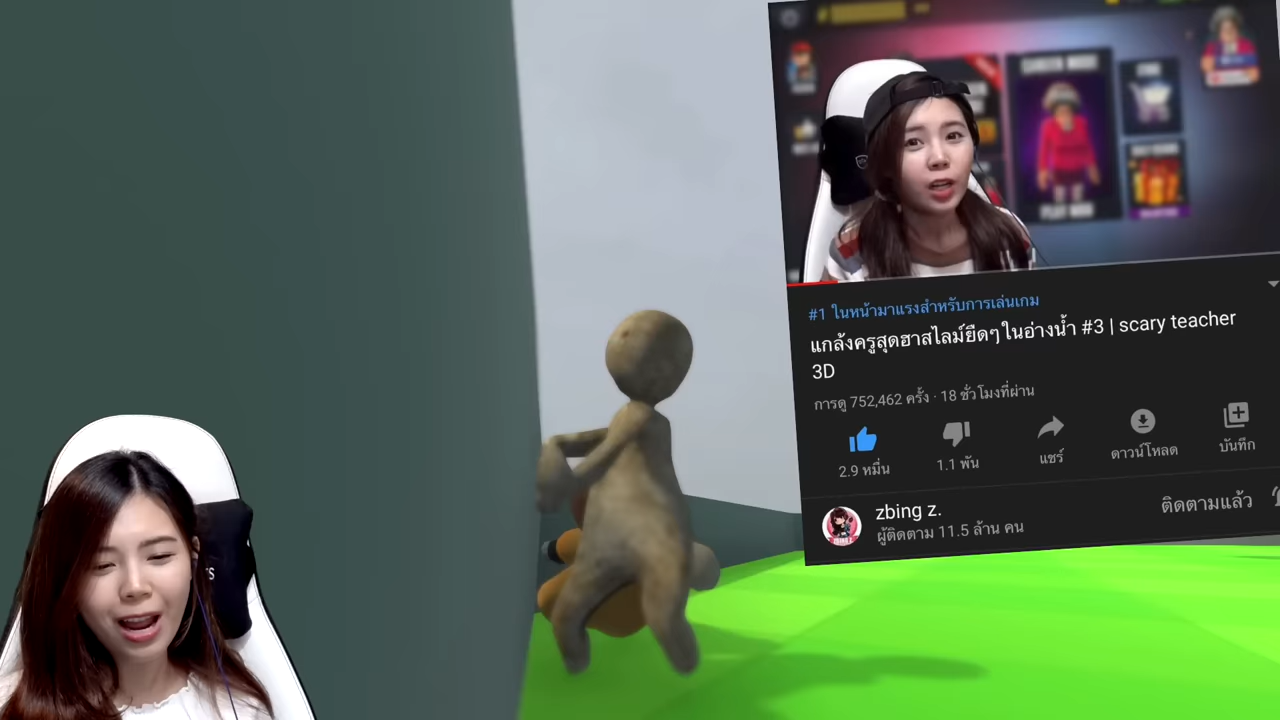 #1 ในหน้ามาแรงสำหรับการเล่นเกม
แกล้งครูสุดฮาสไลม์ยืดๆในอ่างน้ำ #3 | scary teacher
3D
การดู 752,462 ครั้ง · 18 ชั่วโมงที่ผ่าน
2.9 หมื่น
1.1 พัน
แชร์
ดาวน์โหลด
บันทึก
zbing z.
ติดตามแล้ว
ผู้ติดตาม 11.5 ล้าน คน